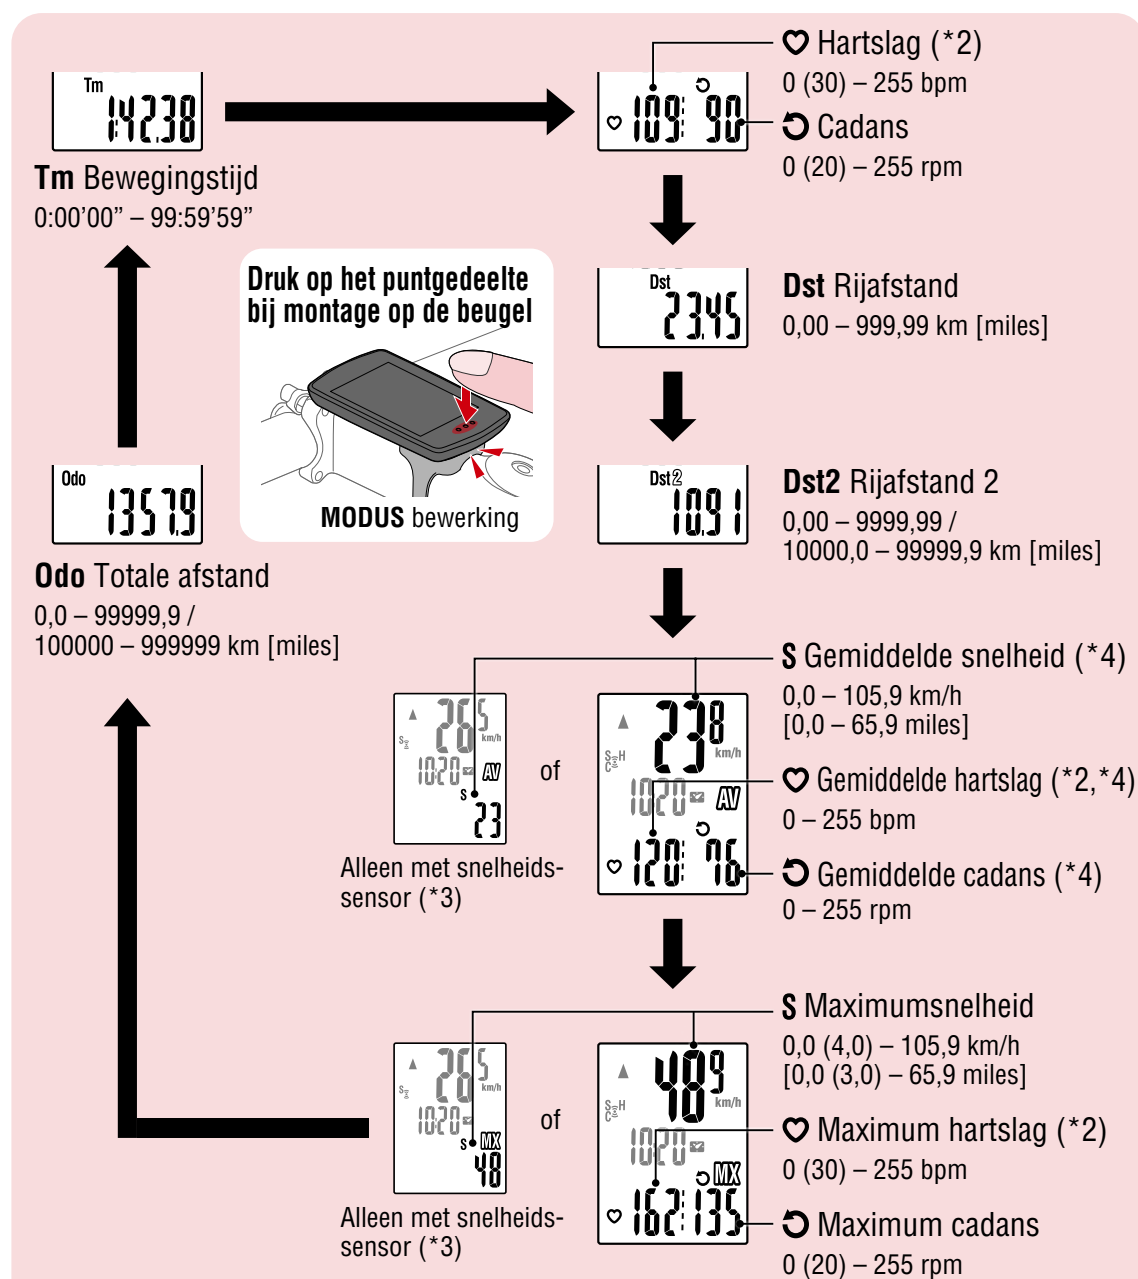 Tm
1:42.38
Tm Bewegingstijd
0:00’00” – 99:59’59”
109 90
Hartslag (*2)
0 (30) – 255 bpm
Cadans
0 (20) – 255 rpm
Druk op het puntgedeelte
bij montage op de beugel
MODUS bewerking
Dst
23.45
Dst Rijafstand
0,00 – 999,99 km [miles]
Dst2
10.91
Dst2 Rijafstand 2
0,00 – 9999,99 /
10000,0 – 99999,9 km [miles]
Odo
1357.9
Odo Totale afstand
0,0 – 99999,9 /
100000 – 999999 km [miles]
26.5
km/h
S
10:20 AV
S
23
Alleen met snelheids-
sensor (*3)
of
23.8
km/h
S H
C
10:20 AV
120 76
S Gemiddelde snelheid (*4)
0,0 – 105,9 km/h
[0,0 – 65,9 miles]
Gemiddelde hartslag (*2,*4)
0 – 255 bpm
Gemiddelde cadans (*4)
0 – 255 rpm
26.5
km/h
S
10:20
S MX
48
Alleen met snelheids-
sensor (*3)
of
48.9
km/h
S H
C
10:20
MX
162 135
S Maximumsnelheid
0,0 (4,0) – 105,9 km/h
[0,0 (3,0) – 65,9 miles]
Maximum hartslag (*2)
0 (30) – 255 bpm
Maximum cadans
0 (20) – 255 rpm